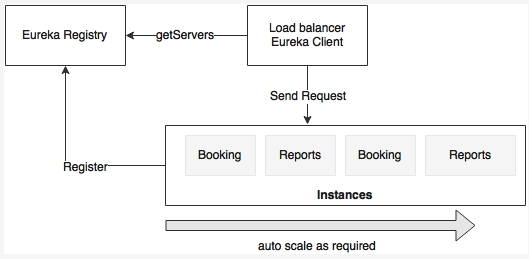 Eureka Registry
getServers
Load balancer
Eureka Client
Send Request
Booking
Reports
Booking
Reports
Instances
Register
auto scale as required